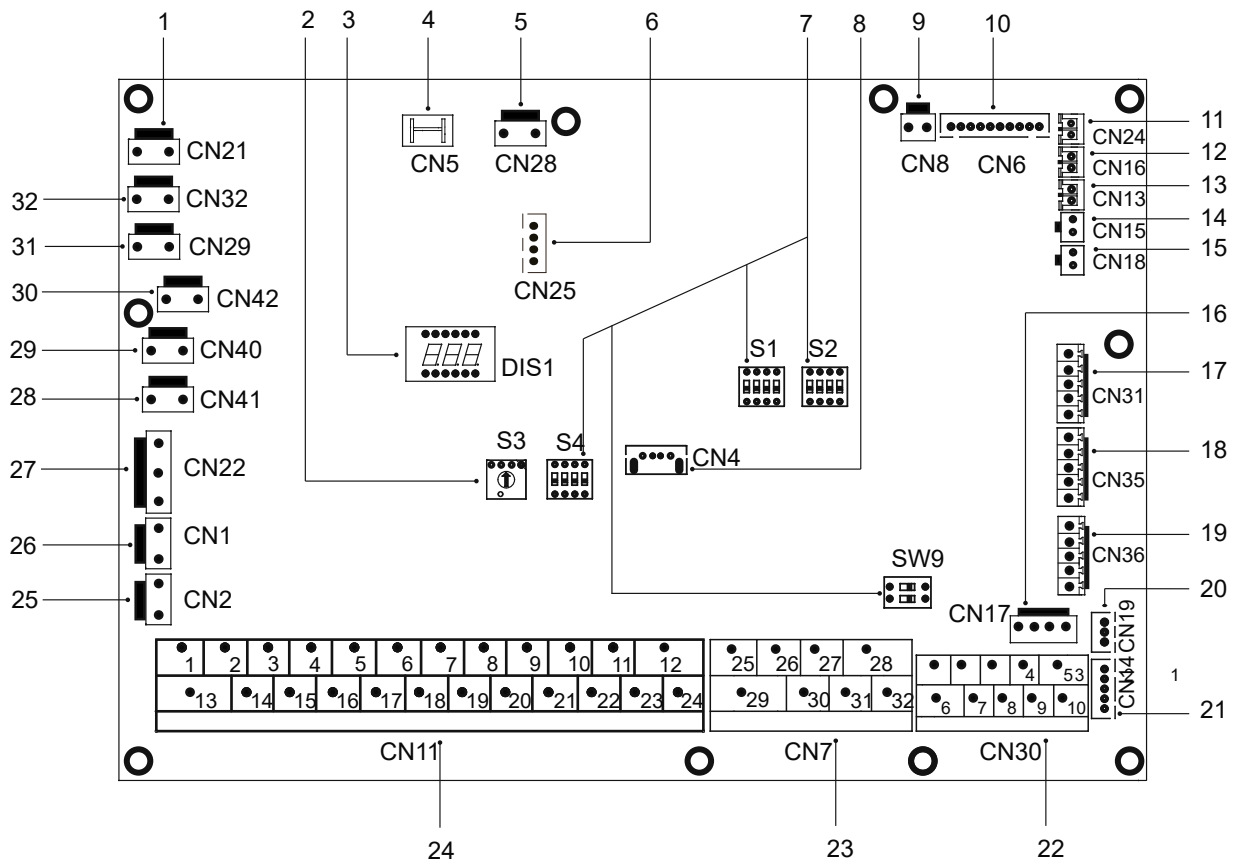 1 2 3 4 5 6 7 8 9 10
CN21 CN5 CN28 CN8 CN6 CN24 11
CN16 12
32 CN32 CN13 13
31 CN29 CN15 14
CN25 CN18 15
30 CN42 16
29 CN40 DIS1 S1 S2 CN31 17
28 CN41
S3 S4 CN4 18
27 CN22 CN35
26 CN1 CN36 19
SW9
25 CN2 CN17 CN19 20
1 2 3 4 5 6 7 8 9 10 11 12 25 26 27 28 4 53 1
13 14 15 16 17 18 19 20 21 22 23 24 29 30 31 32 6 7 8 9 10 21
CN11 CN7 CN30
24 23 22